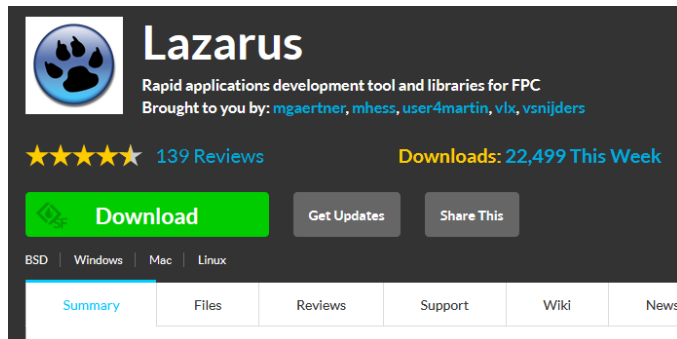 Lazarus
Rapid applications development tool and libraries for FPC
Brought to you by: mgaertner, mhess, user4martin, vlx, vsnijders
139 Reviews
Downloads: 22,499 This Week
SF Download
Get Updates
Share This
BSD | Windows | Mac | Linux
Summary
Files
Reviews
Support
Wiki
News